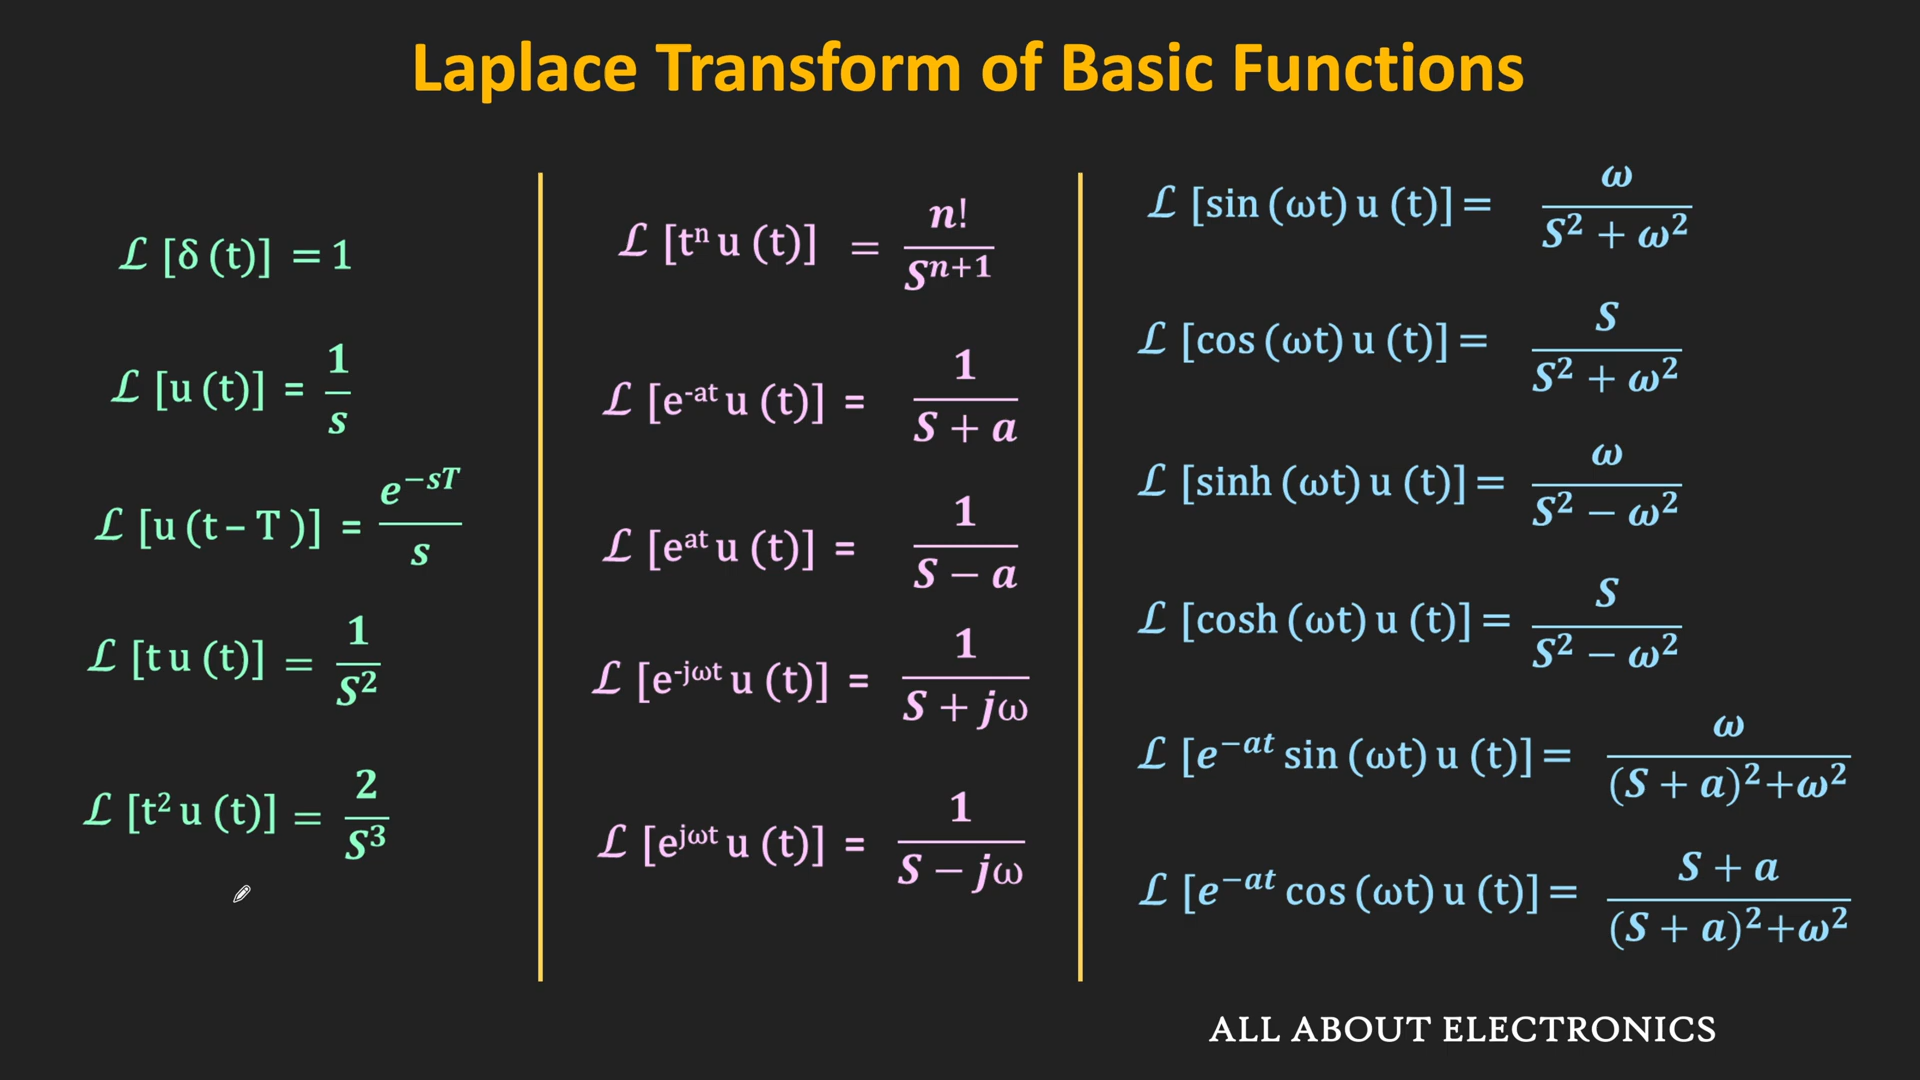 Laplace Transform of Basic Functions
ℒ [δ (t)] = 1
ℒ [u (t)] = 1/s
ℒ [u (t – T )] = e^(−sT)/s
ℒ [t u (t)] = 1/S²
ℒ [t² u (t)] = 2/S³
ℒ [tⁿ u (t)] = n!/S^(n+1)
ℒ [e^(-at) u (t)] = 1/(S + a)
ℒ [e^(at) u (t)] = 1/(S − a)
ℒ [e^(-jωt) u (t)] = 1/(S + jω)
ℒ [e^(jωt) u (t)] = 1/(S − jω)
ℒ [sin (ωt) u (t)] = ω/(S² + ω²)
ℒ [cos (ωt) u (t)] = S/(S² + ω²)
ℒ [sinh (ωt) u (t)] = ω/(S² − ω²)
ℒ [cosh (ωt) u (t)] = S/(S² − ω²)
ℒ [e^(−at) sin (ωt) u (t)] = ω/((S + a)²+ω²)
ℒ [e^(−at) cos (ωt) u (t)] = (S + a)/((S + a)²+ω²)
ALL ABOUT ELECTRONICS